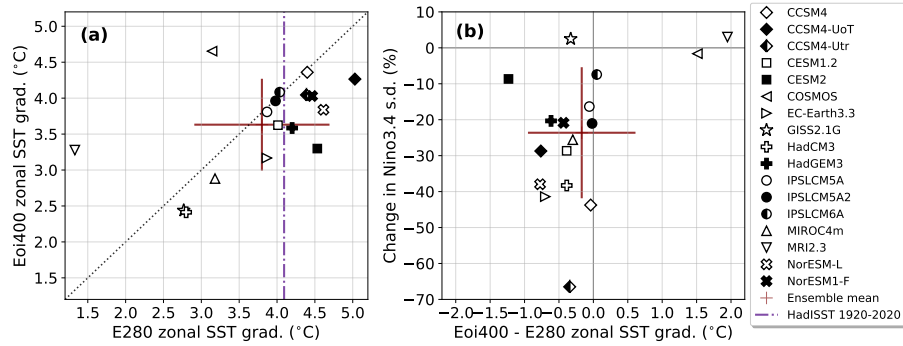 (a)
Eoi400 zonal SST grad. (°C)
5.0
4.5
4.0
3.5
3.0
2.5
2.0
1.5
1.5 2.0 2.5 3.0 3.5 4.0 4.5 5.0
E280 zonal SST grad. (°C)
(b)
Change in Nino3.4 s.d. (%)
10
0
−10
−20
−30
−40
−50
−60
−70
−2.0 −1.5 −1.0 −0.5 0.0 0.5 1.0 1.5 2.0
Eoi400 - E280 zonal SST grad. (°C)
CCSM4
CCSM4-UoT
CCSM4-Utr
CESM1.2
CESM2
COSMOS
EC-Earth3.3
GISS2.1G
HadCM3
HadGEM3
IPSLCM5A
IPSLCM5A2
IPSLCM6A
MIROC4m
MRI2.3
NorESM-L
NorESM1-F
Ensemble mean
HadISST 1920-2020